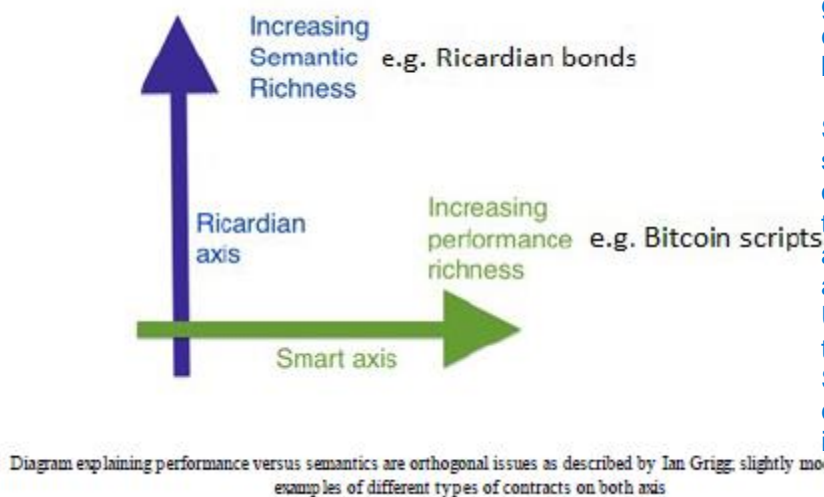 Increasing
Semantic e.g. Ricardian bonds
Richness
Ricardian
axis
Increasing
performance e.g. Bitcoin scripts
richness
Smart axis
Diagram explaining performance versus semantics are orthogonal issues as described by Ian Grigg; slightly
examples of different types of contracts on both axis